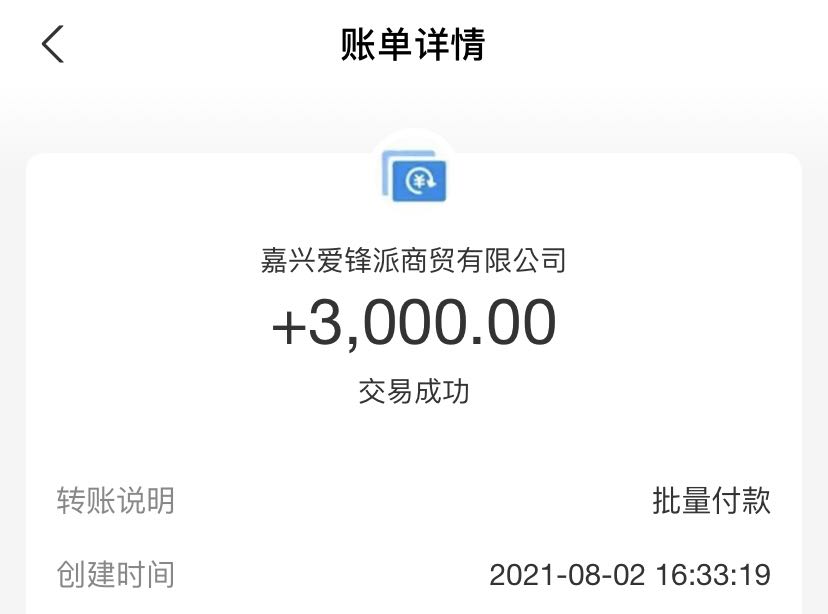 账单详情
¥
嘉兴爱锋派商贸有限公司
+3,000.00
交易成功
转账说明 批量付款
创建时间 2021-08-02 16:33:19